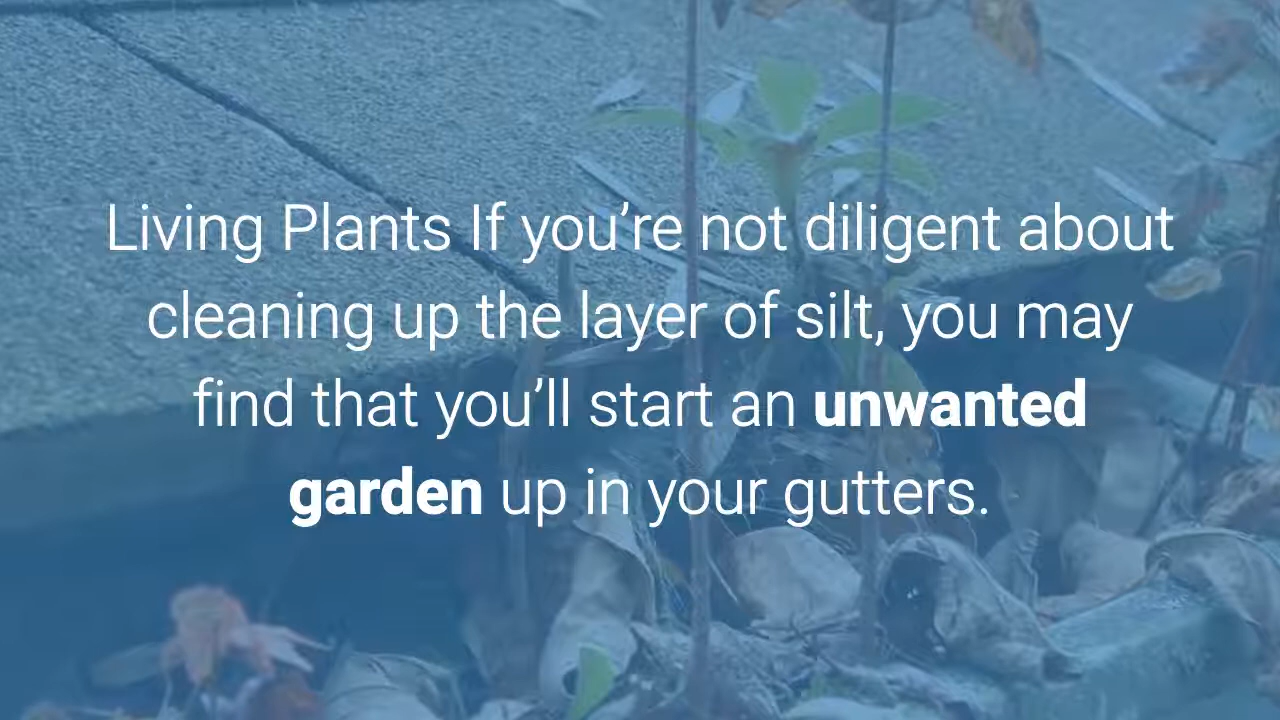 Living Plants If you’re not diligent about
cleaning up the layer of silt, you may
find that you’ll start an unwanted
garden up in your gutters.